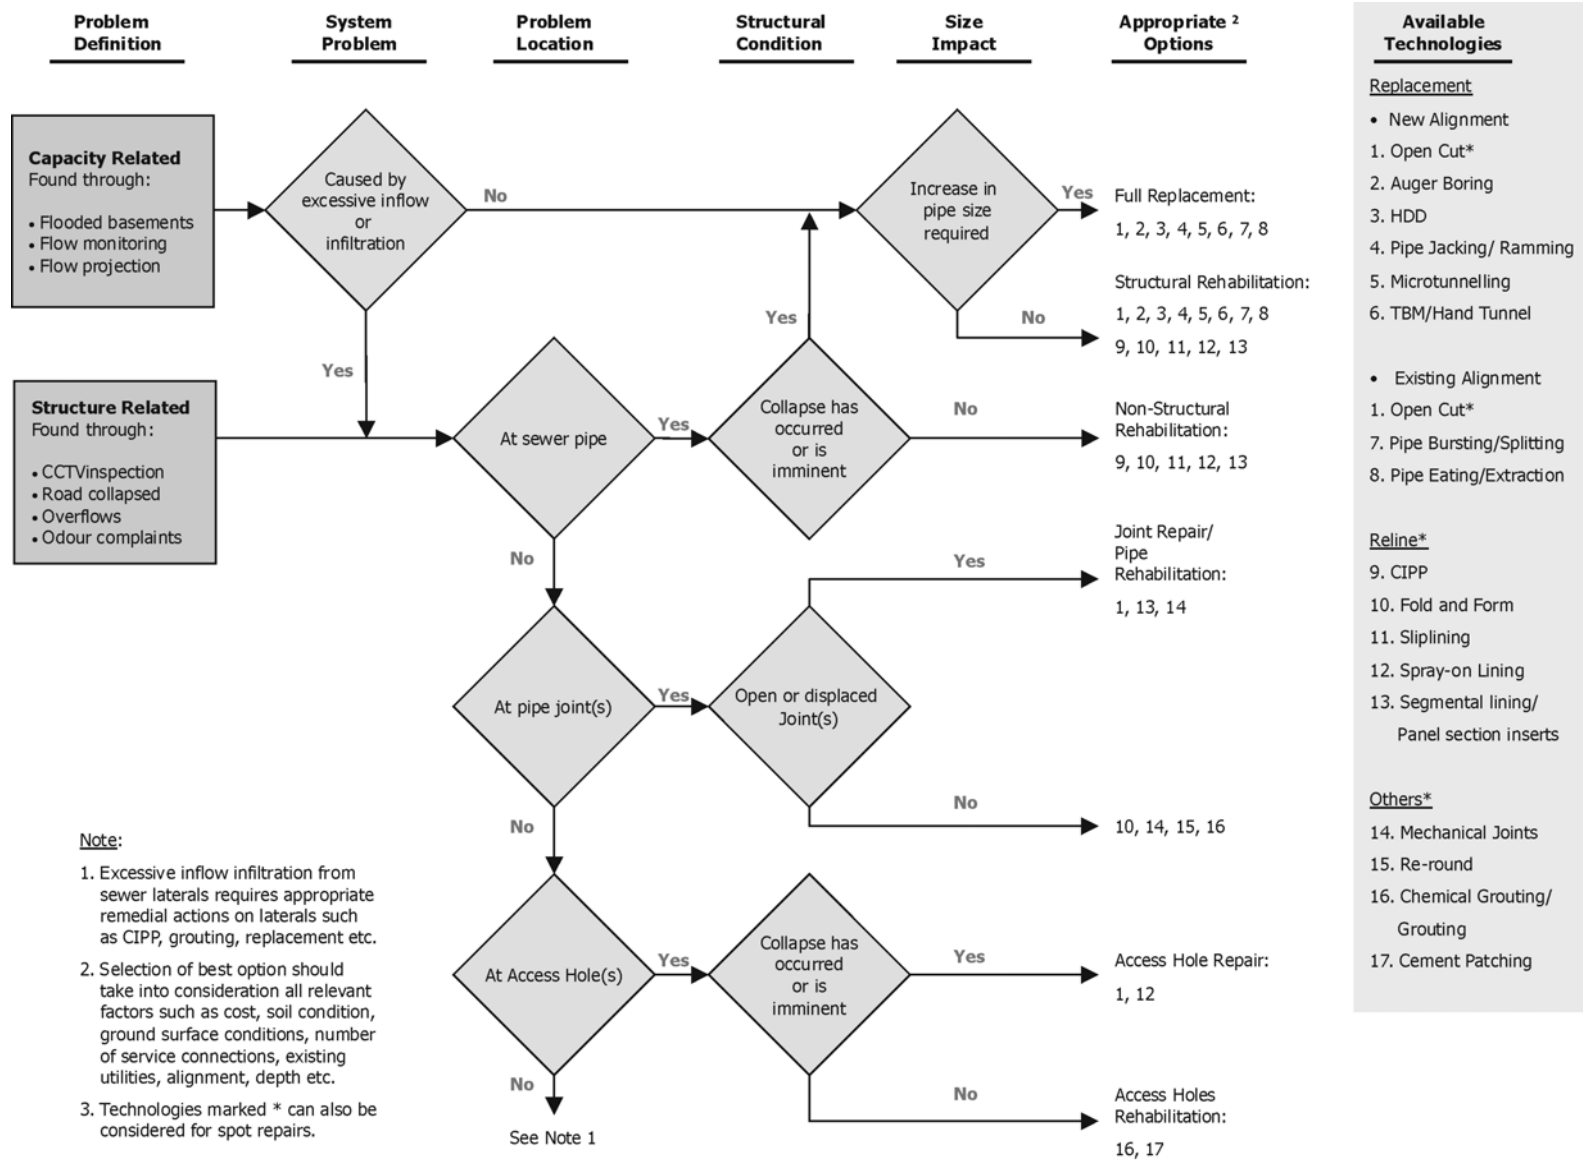 Problem
Definition
System
Problem
Problem
Location
Structural
Condition
Size
Impact
Appropriate ²
Options
Available
Technologies
Capacity Related
Found through:
• Flooded basements
• Flow monitoring
• Flow projection
Caused by
excessive inflow
or
infiltration
No
Yes
Increase in
pipe size
required
Yes
No
Full Replacement:
1, 2, 3, 4, 5, 6, 7, 8
Structural Rehabilitation:
1, 2, 3, 4, 5, 6, 7, 8
9, 10, 11, 12, 13
Structure Related
Found through:
• CCTVinspection
• Road collapsed
• Overflows
• Odour complaints
At sewer pipe
Yes
No
Collapse has
occurred
or is
imminent
Yes
No
Non-Structural
Rehabilitation:
9, 10, 11, 12, 13
At pipe joint(s)
Yes
No
Open or displaced
Joint(s)
Yes
Joint Repair/
Pipe
Rehabilitation:
1, 13, 14
No
10, 14, 15, 16
At Access Hole(s)
Yes
No
See Note 1
Collapse has
occurred
or is
imminent
Yes
Access Hole Repair:
1, 12
No
Access Holes
Rehabilitation:
16, 17
Note:
1. Excessive inflow infiltration from
sewer laterals requires appropriate
remedial actions on laterals such
as CIPP, grouting, replacement etc.
2. Selection of best option should
take into consideration all relevant
factors such as cost, soil condition,
ground surface conditions, number
of service connections, existing
utilities, alignment, depth etc.
3. Technologies marked * can also be
considered for spot repairs.
Replacement
• New Alignment
1. Open Cut*
2. Auger Boring
3. HDD
4. Pipe Jacking/ Ramming
5. Microtunnelling
6. TBM/Hand Tunnel
• Existing Alignment
1. Open Cut*
7. Pipe Bursting/Splitting
8. Pipe Eating/Extraction
Reline*
9. CIPP
10. Fold and Form
11. Sliplining
12. Spray-on Lining
13. Segmental lining/
Panel section inserts
Others*
14. Mechanical Joints
15. Re-round
16. Chemical Grouting/
Grouting
17. Cement Patching